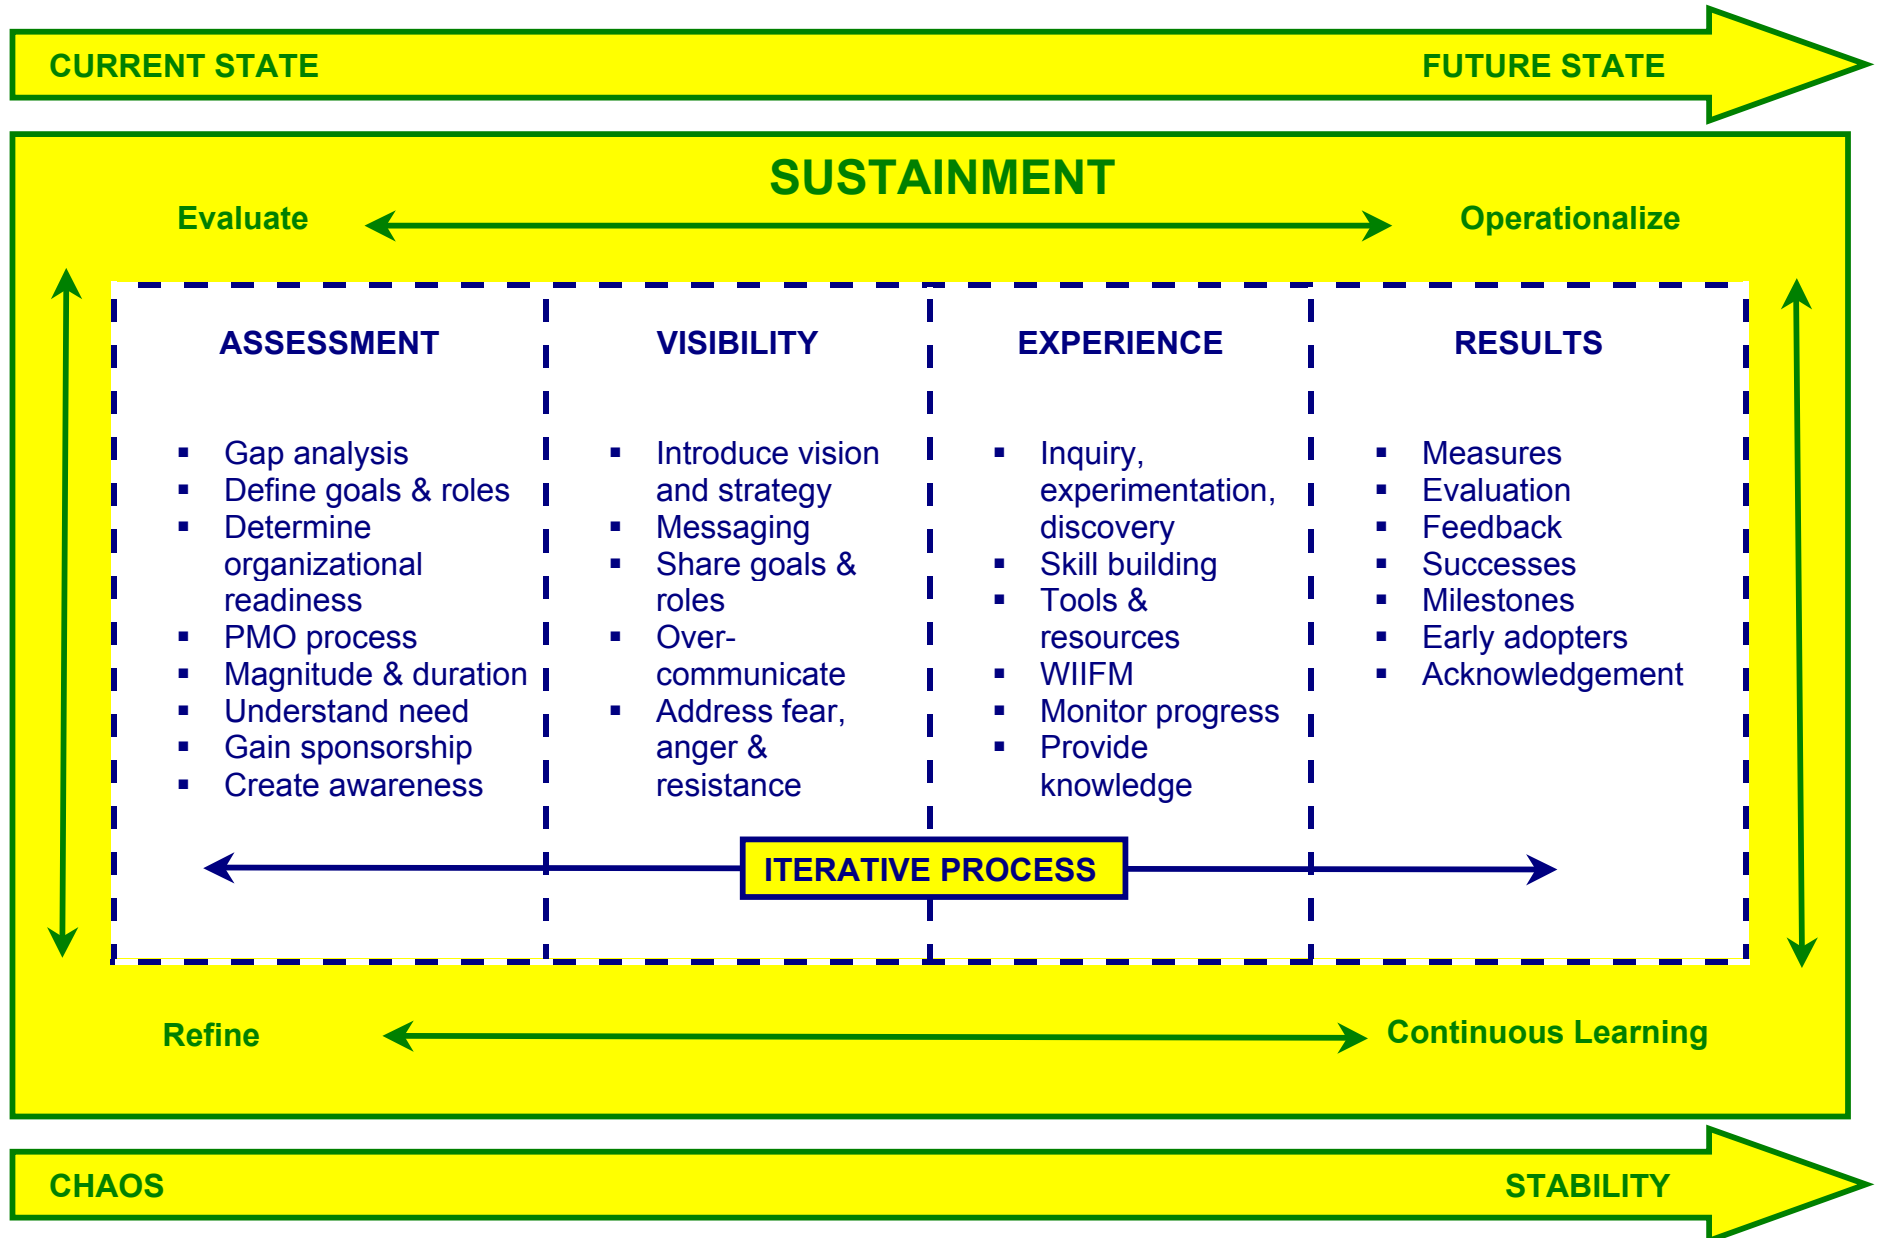 CURRENT STATE
FUTURE STATE
SUSTAINMENT
Evaluate
Operationalize
ASSESSMENT
▪ Gap analysis
▪ Define goals & roles
▪ Determine
organizational
readiness
▪ PMO process
▪ Magnitude & duration
▪ Understand need
▪ Gain sponsorship
▪ Create awareness
VISIBILITY
▪ Introduce vision
and strategy
▪ Messaging
▪ Share goals &
roles
▪ Over-
communicate
▪ Address fear,
anger &
resistance
EXPERIENCE
▪ Inquiry,
experimentation,
discovery
▪ Skill building
▪ Tools &
resources
▪ WIIFM
▪ Monitor progress
▪ Provide
knowledge
RESULTS
▪ Measures
▪ Evaluation
▪ Feedback
▪ Successes
▪ Milestones
▪ Early adopters
▪ Acknowledgement
ITERATIVE PROCESS
Refine
Continuous Learning
CHAOS
STABILITY